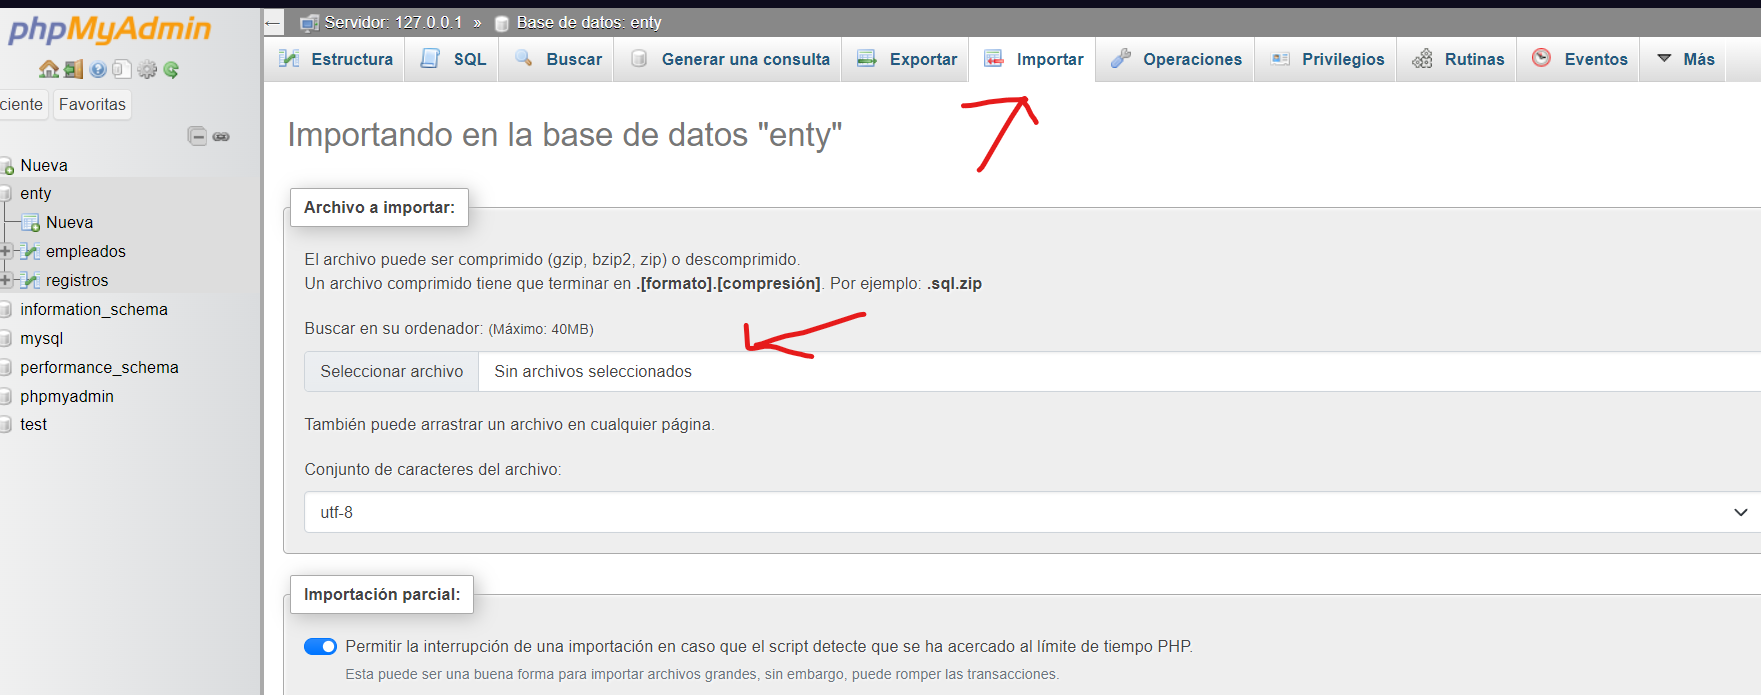 phpMyAdmin
ciente
Favoritas
Nueva
enty
Nueva
empleados
registros
information_schema
mysql
performance_schema
phpmyadmin
test
← Servidor: 127.0.0.1 » Base de datos: enty
Estructura SQL Buscar Generar una consulta Exportar Importar Operaciones Privilegios Rutinas Eventos Más
Importando en la base de datos "enty"
Archivo a importar:
El archivo puede ser comprimido (gzip, bzip2, zip) o descomprimido.
Un archivo comprimido tiene que terminar en .[formato].[compresión]. Por ejemplo: .sql.zip
Buscar en su ordenador: (Máximo: 40MB)
Seleccionar archivo Sin archivos seleccionados
También puede arrastrar un archivo en cualquier página.
Conjunto de caracteres del archivo:
utf-8
Importación parcial:
Permitir la interrupción de una importación en caso que el script detecte que se ha acercado al límite de tiempo PHP.
Esta puede ser una buena forma para importar archivos grandes, sin embargo, puede romper las transacciones.